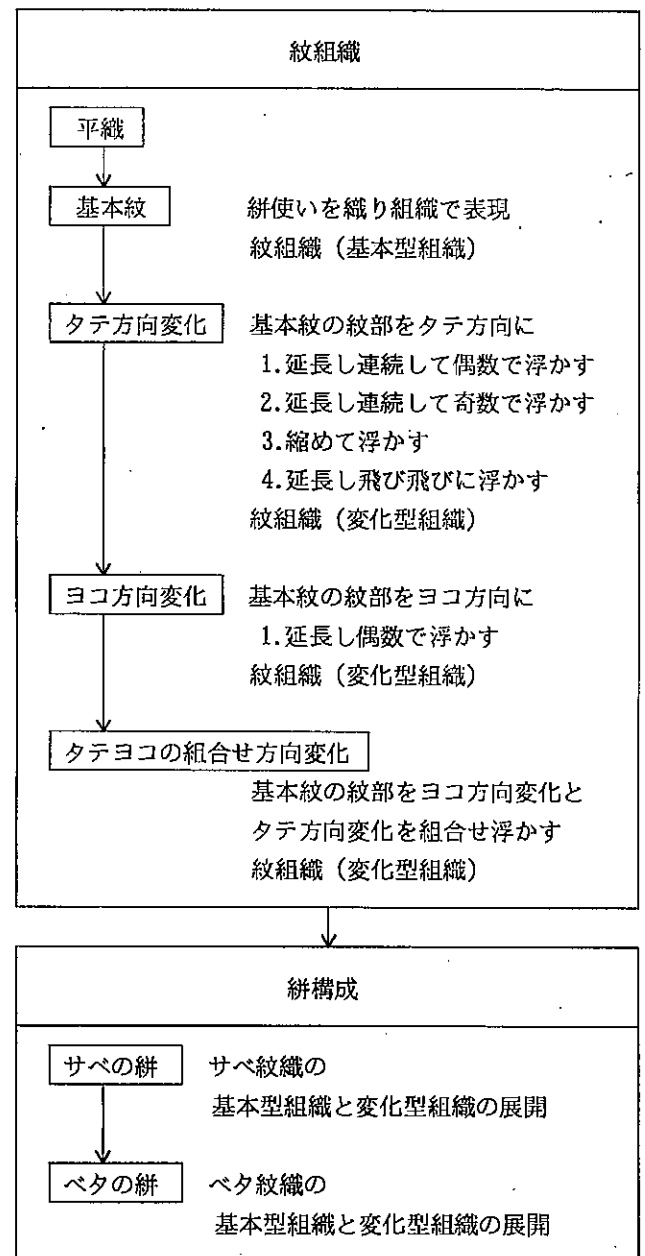 紋組織
平織
基本紋 絣使いを織り組織で表現
紋組織（基本型組織）
タテ方向変化 基本紋の紋部をタテ方向に
1.延長し連続して偶数で浮かす
2.延長し連続して奇数で浮かす
3.縮めて浮かす
4.延長し飛び飛びに浮かす
紋組織（変化型組織）
ヨコ方向変化 基本紋の紋部をヨコ方向に
1.延長し偶数で浮かす
紋組織（変化型組織）
タテヨコの組合せ方向変化
基本紋の紋部をヨコ方向変化と
タテ方向変化を組合せ浮かす
紋組織（変化型組織）
絣構成
サベの絣 サベ紋織の
基本型組織と変化型組織の展開
ベタの絣 ベタ紋織の
基本型組織と変化型組織の展開